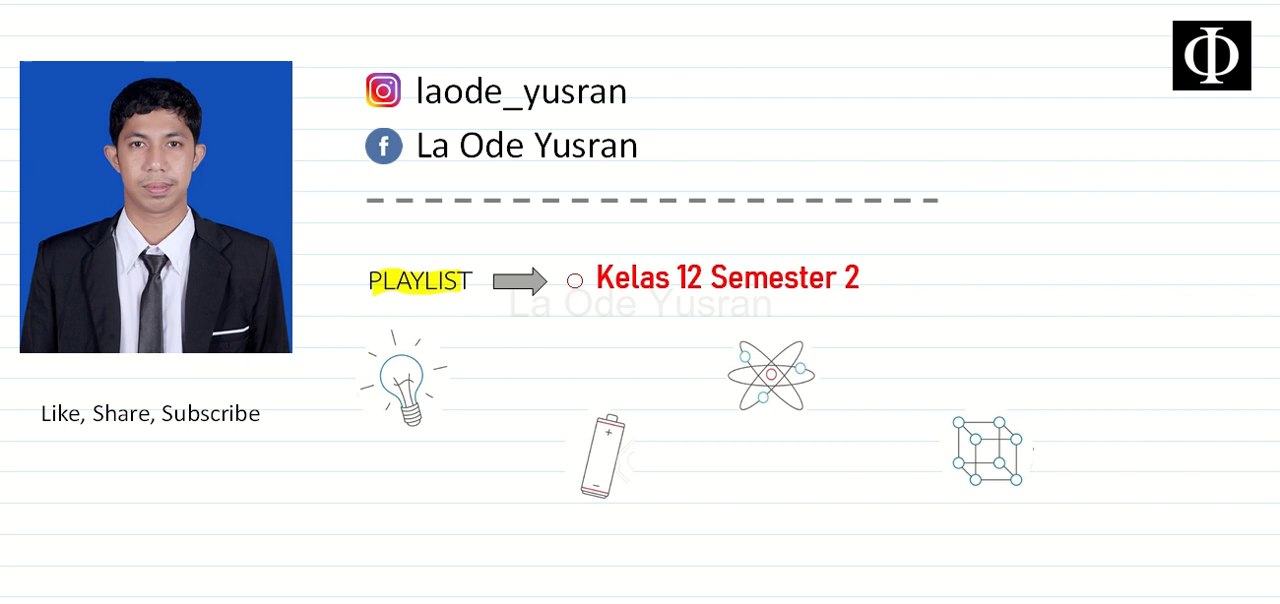 Φ
laode_yusran
La Ode Yusran
PLAYLIST
Kelas 12 Semester 2
La Ode Yusran
Like, Share, Subscribe
+
−